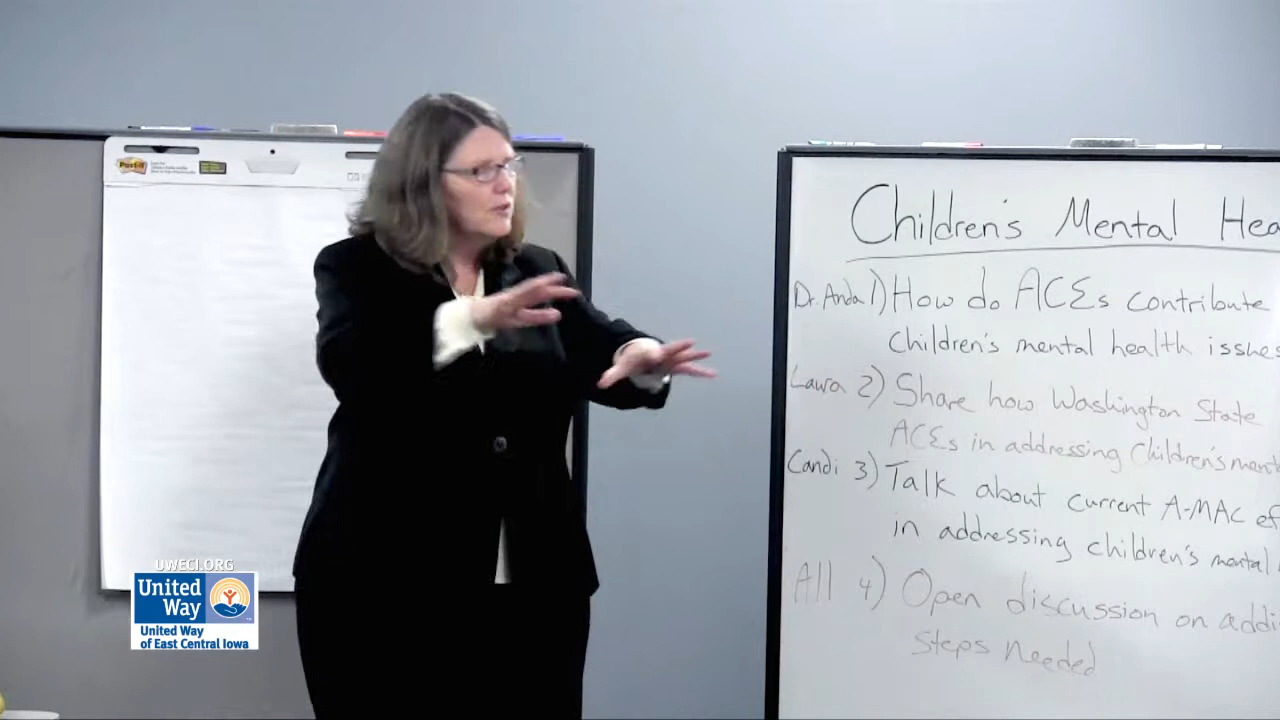 Post-it
Children's Mental Hea
Dr. Anda 1) How do ACEs contribute
children's mental health issues
Laura 2) Share how Washington State
ACEs in addressing Children's ment
Candi 3) Talk about current A-MAC ef
in addressing children's mental
All 4) Open discussion on addi
steps needed
UWECI.ORG
United
Way
United Way
of East Central Iowa